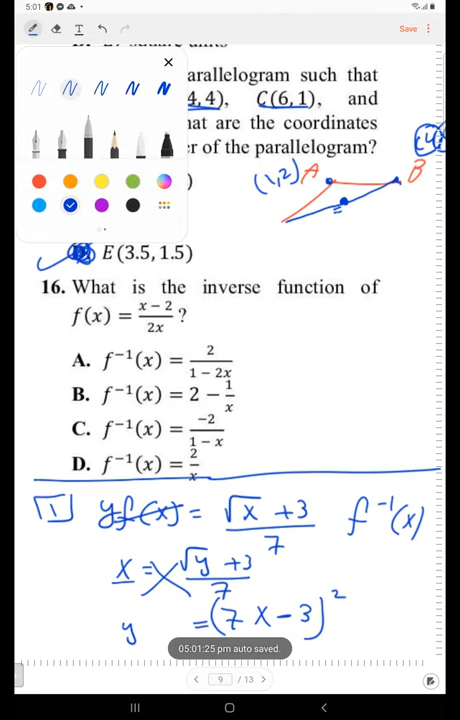 5:01
Save
arallelogram such that
4, 4), C(6, 1), and
hat are the coordinates
er of the parallelogram?
(1,2) A B
)
E (3.5, 1.5)
16. What is the inverse function of
f(x) = x − 2 / 2x ?
A. f⁻¹(x) = 2 / 1 − 2x
B. f⁻¹(x) = 2 − 1/x
C. f⁻¹(x) = −2 / 1 − x
D. f⁻¹(x) = 2/x
1 y f(x) = √x + 3 / 7 f⁻¹(x)
x = √y + 3 / 7
y = (7x − 3)²
05:01:25 pm auto saved.
9 / 13